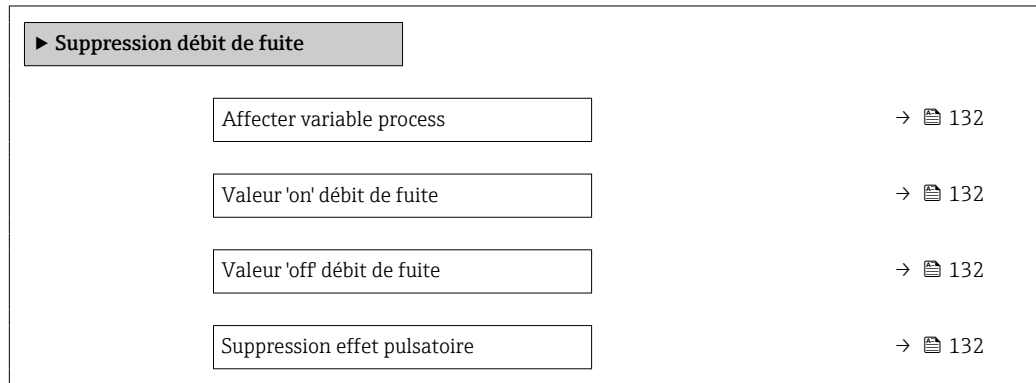 ▶ Suppression débit de fuite
Affecter variable process → 132
Valeur 'on' débit de fuite → 132
Valeur 'off' débit de fuite → 132
Suppression effet pulsatoire → 132